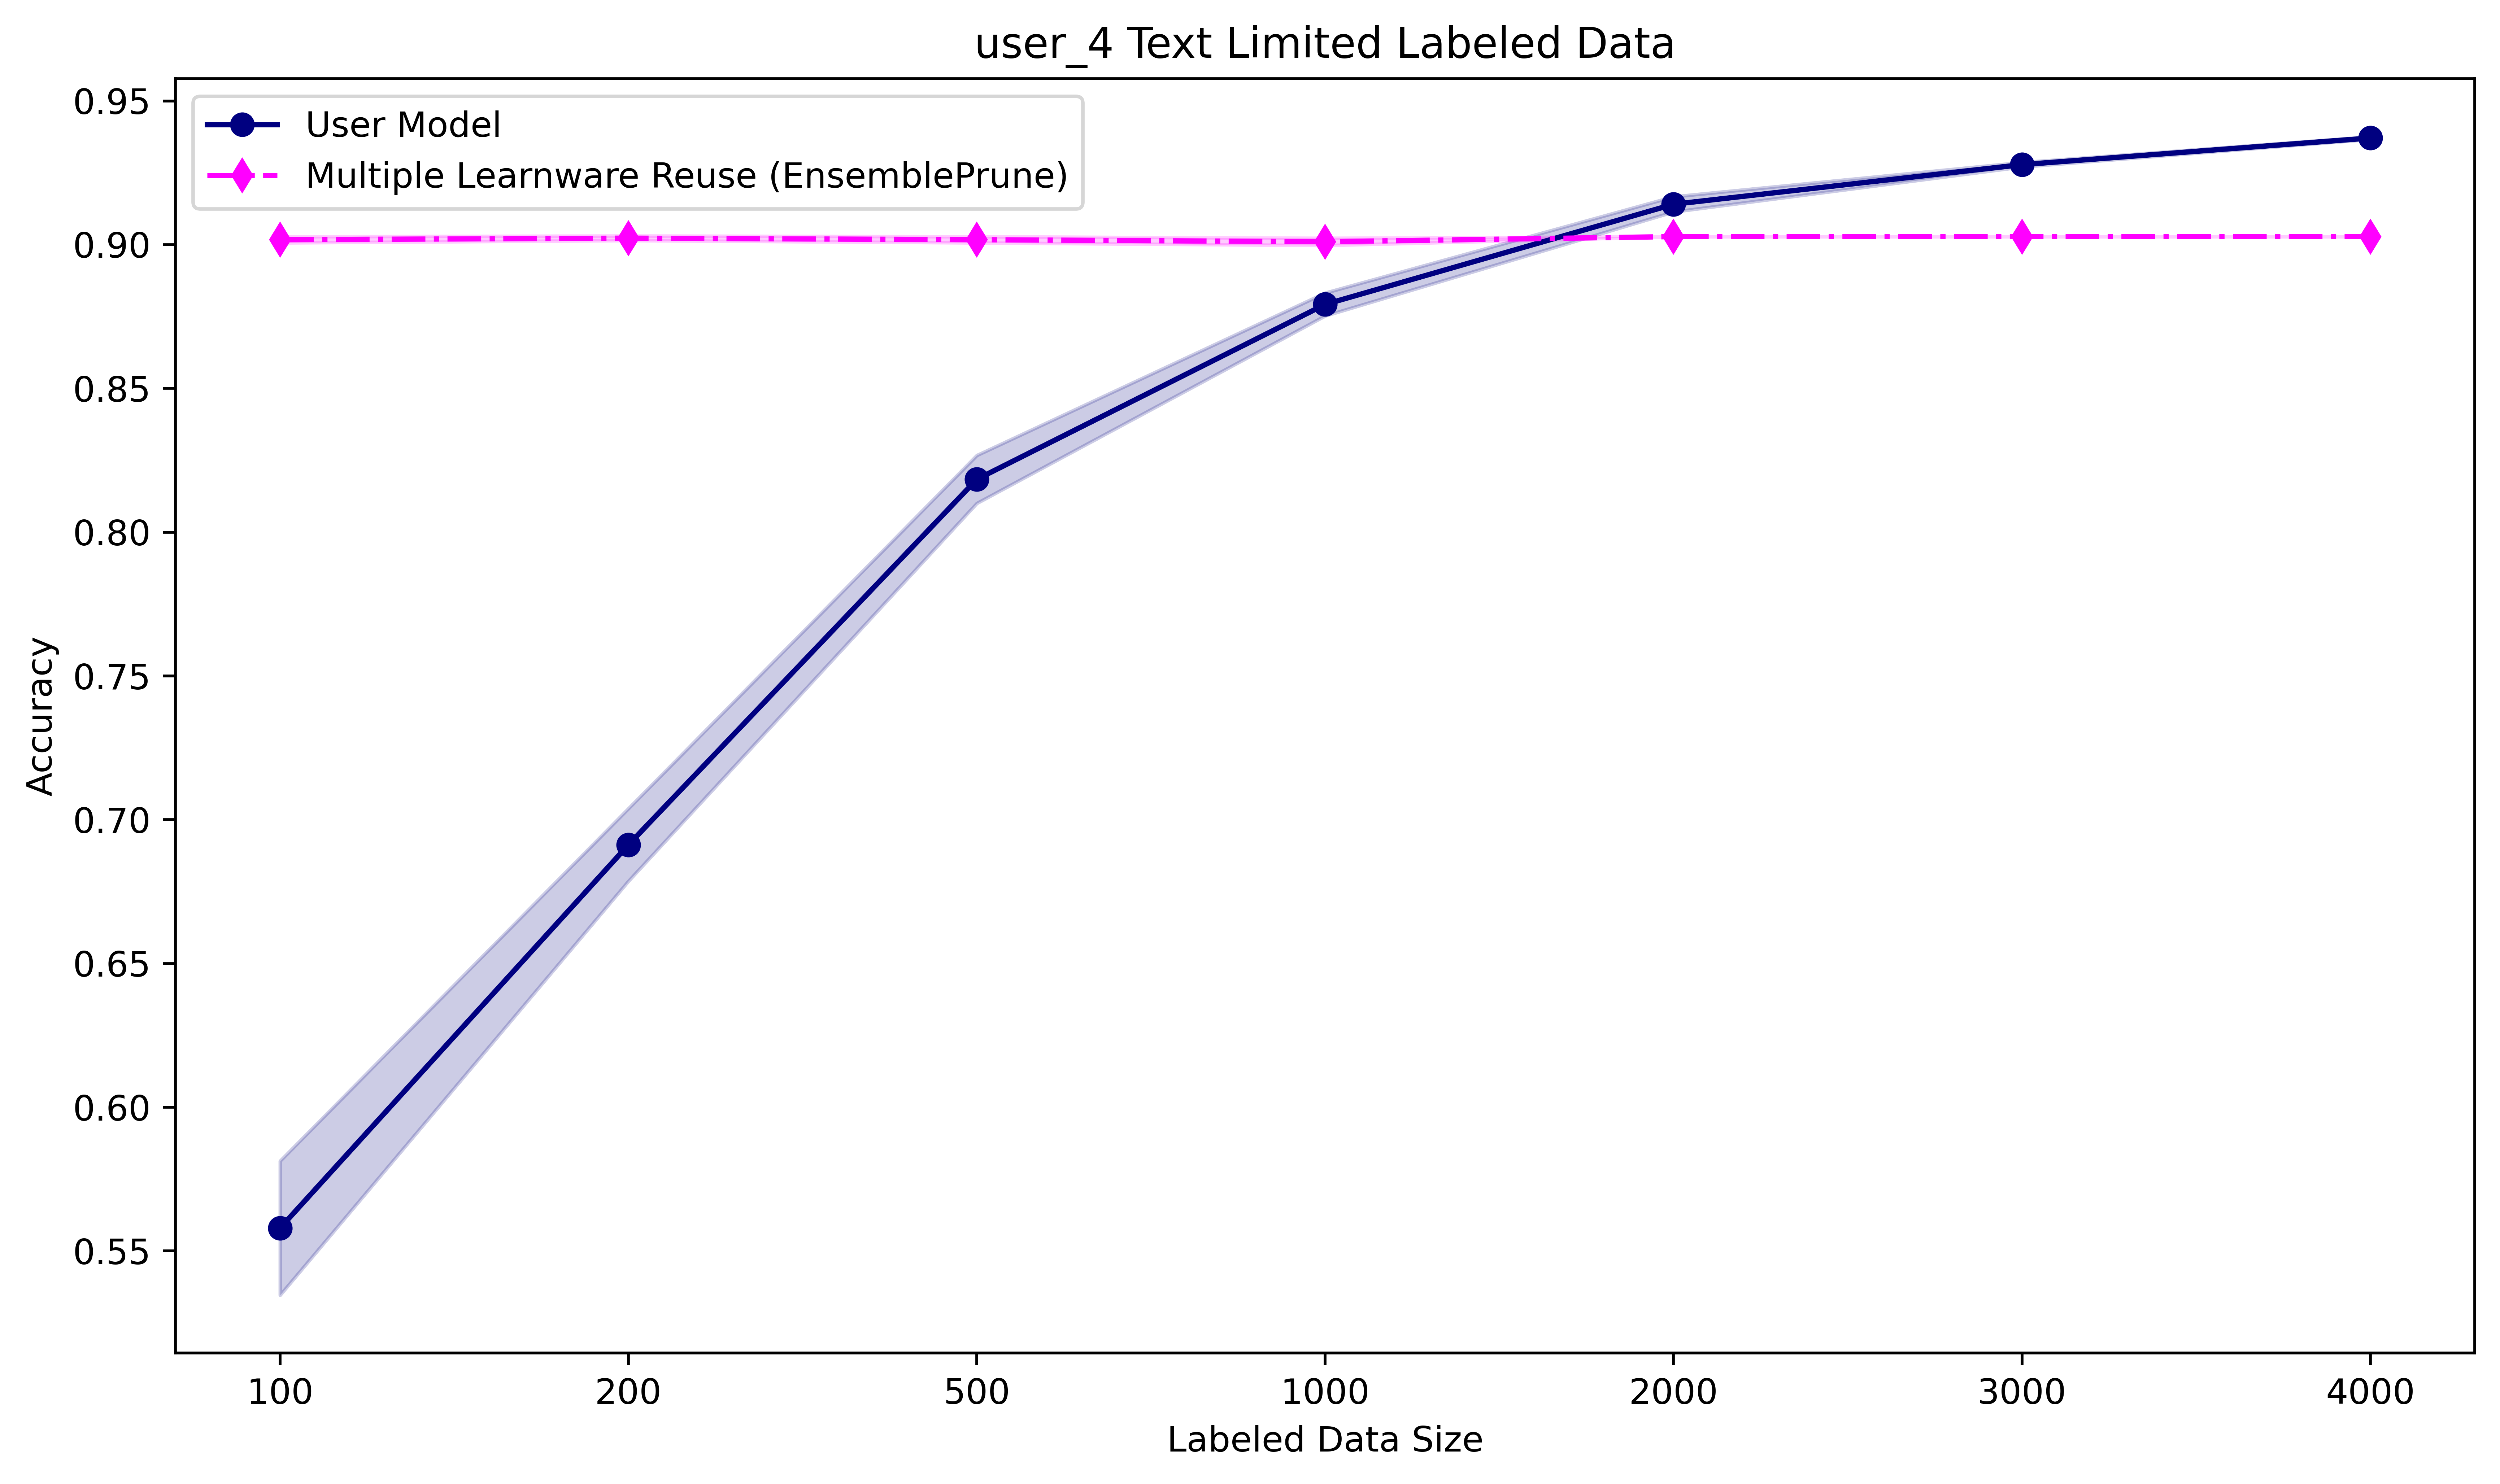 user_4 Text Limited Labeled Data
User Model
Multiple Learnware Reuse (EnsemblePrune)
0.95
0.90
0.85
0.80
0.75
0.70
0.65
0.60
0.55
Accuracy
100 200 500 1000 2000 3000 4000
Labeled Data Size